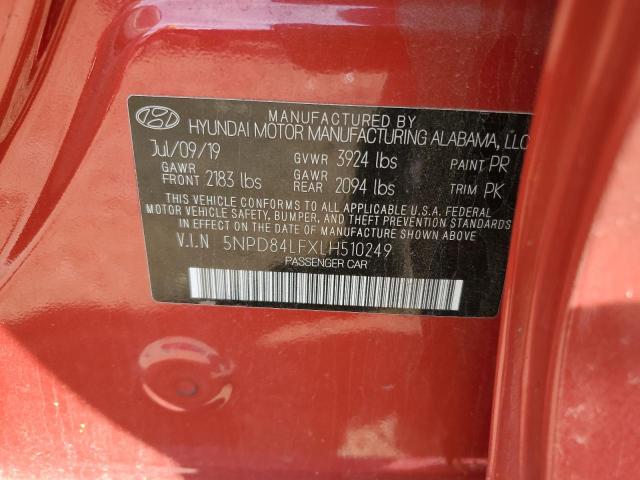 MANUFACTURED BY
HYUNDAI MOTOR MANUFACTURING ALABAMA, LLC
Jul/09/19 GVWR 3924 lbs PAINT PR
GAWR FRONT 2183 lbs GAWR REAR 2094 lbs TRIM PK
THIS VEHICLE CONFORMS TO ALL APPLICABLE U.S.A. FEDERAL
MOTOR VEHICLE SAFETY, BUMPER, AND THEFT PREVENTION STANDARDS
IN EFFECT ON THE DATE OF MANUFACTURE SHOWN ABOVE.
V.I.N 5NPD84LFXLH510249
PASSENGER CAR